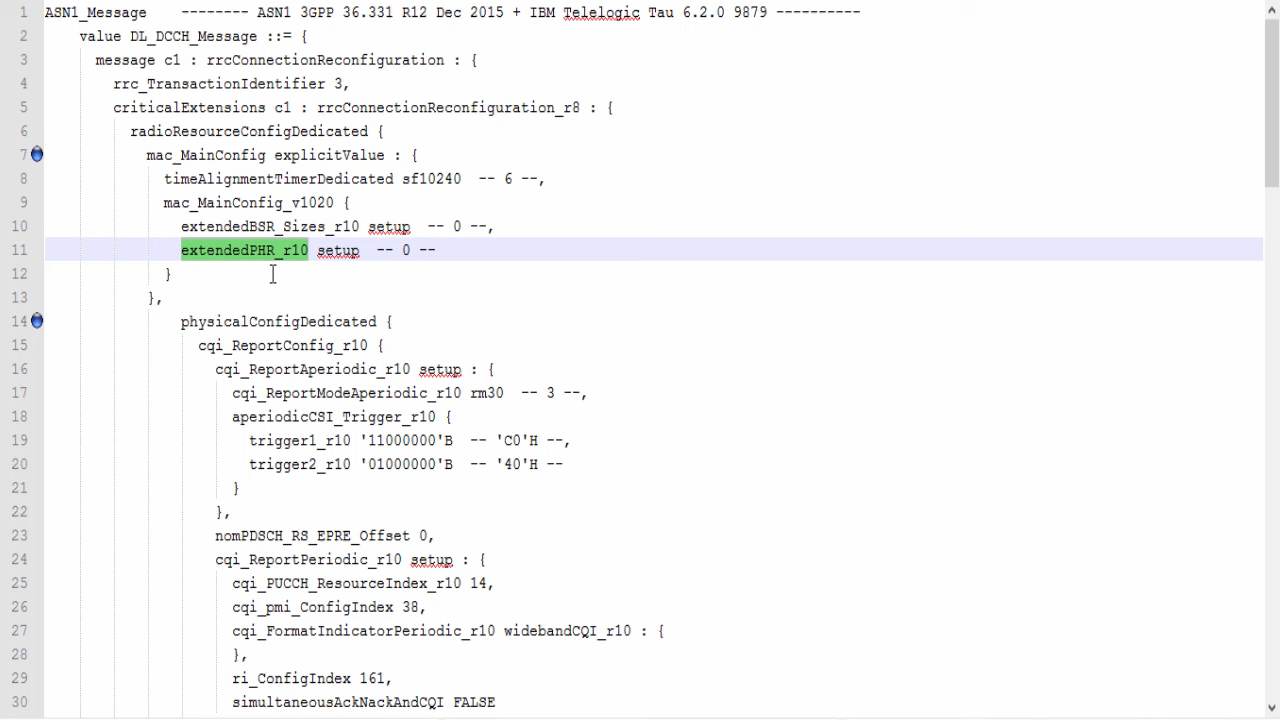 1 ASN1_Message -------- ASN1 3GPP 36.331 R12 Dec 2015 + IBM Telelogic Tau 6.2.0 9879 ----------
2 value DL_DCCH_Message ::= {
3 message c1 : rrcConnectionReconfiguration : {
4 rrc_TransactionIdentifier 3,
5 criticalExtensions c1 : rrcConnectionReconfiguration_r8 : {
6 radioResourceConfigDedicated {
7 mac_MainConfig explicitValue : {
8 timeAlignmentTimerDedicated sf10240 -- 6 --,
9 mac_MainConfig_v1020 {
10 extendedBSR_Sizes_r10 setup -- 0 --,
11 extendedPHR_r10 setup -- 0 --
12 }
13 },
14 physicalConfigDedicated {
15 cqi_ReportConfig_r10 {
16 cqi_ReportAperiodic_r10 setup : {
17 cqi_ReportModeAperiodic_r10 rm30 -- 3 --,
18 aperiodicCSI_Trigger_r10 {
19 trigger1_r10 '11000000'B -- 'C0'H --,
20 trigger2_r10 '01000000'B -- '40'H --
21 }
22 },
23 nomPDSCH_RS_EPRE_Offset 0,
24 cqi_ReportPeriodic_r10 setup : {
25 cqi_PUCCH_ResourceIndex_r10 14,
26 cqi_pmi_ConfigIndex 38,
27 cqi_FormatIndicatorPeriodic_r10 widebandCQI_r10 : {
28 },
29 ri_ConfigIndex 161,
30 simultaneousAckNackAndCQI FALSE